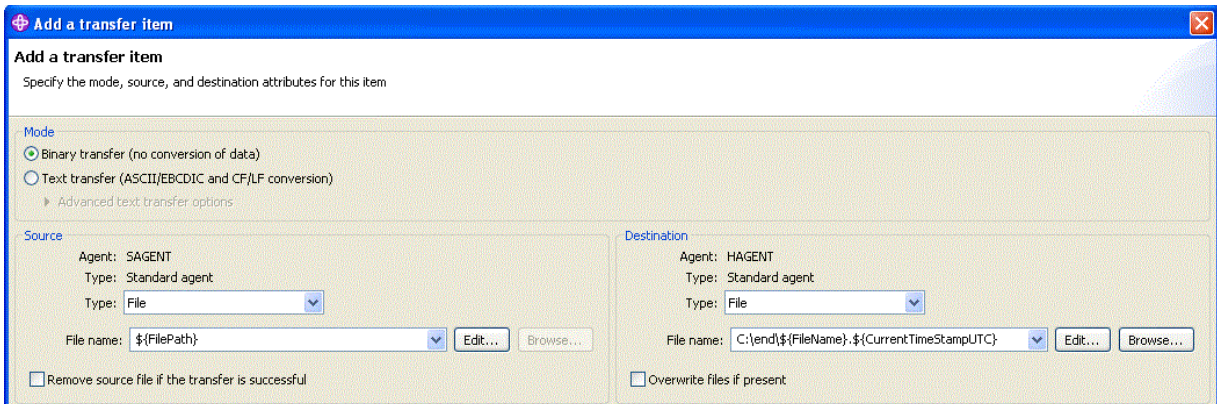 Add a transfer item
Add a transfer item
Specify the mode, source, and destination attributes for this item
Mode
Binary transfer (no conversion of data)
Text transfer (ASCII/EBCDIC and CF/LF conversion)
Advanced text transfer options
Source
Agent: SAGENT
Type: Standard agent
Type: File
File name: ${FilePath} Edit... Browse...
Remove source file if the transfer is successful
Destination
Agent: HAGENT
Type: Standard agent
Type: File
File name: C:\end\${FileName}.${CurrentTimeStampUTC} Edit... Browse...
Overwrite files if present